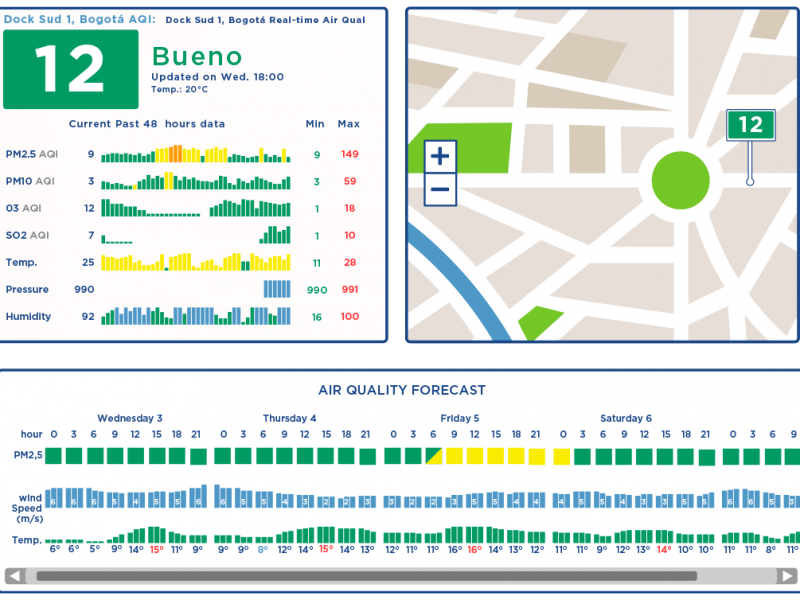 Dock Sud 1, Bogotá AQI: Dock Sud 1, Bogotá Real-time Air Qual
12
Bueno
Updated on Wed. 18:00
Temp.: 20°C
Current Past 48 hours data Min Max
PM2.5 AQI 9 9 149
PM10 AQI 3 3 59
03 AQI 12 1 18
SO2 AQI 7 1 10
Temp. 25 11 28
Pressure 990 990 991
Humidity 92 16 100
+
−
12
AIR QUALITY FORECAST
Wednesday 3 Thursday 4 Friday 5 Saturday 6
hour 0 3 6 9 12 15 18 21 0 3 6 9 12 15 18 21 0 3 6 9 12 15 18 21 0 3 6 9 12 15 18 21 0 3 6 9
PM2,5
wind
Speed
(m/s)
Temp.
6° 6° 5° 9° 14° 15° 11° 9° 9° 9° 8° 12° 14° 15° 14° 13° 12° 11° 11° 16° 16° 14° 13° 12° 11° 11° 9° 12° 13° 14° 10° 10° 11° 11° 8° 11°